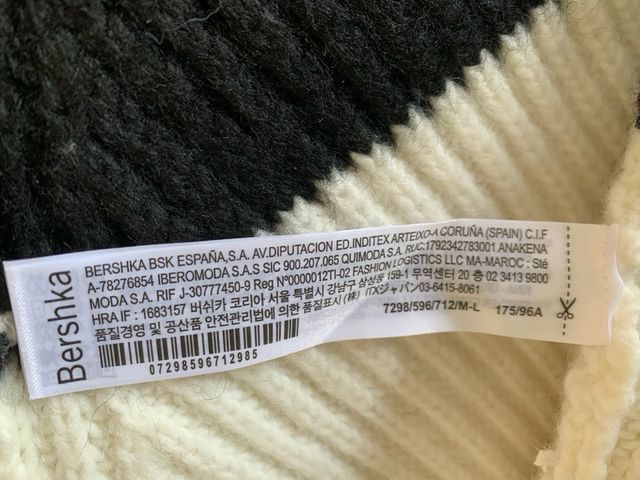 Bershka
BERSHKA BSK ESPAÑA,S.A. AV.DIPUTACION ED.INDITEX ARTEIXO-A CORUÑA (SPAIN) C.I.F
A-78276854 IBEROMODA S.A.S SIC 900.207.065 QUIMODA S.A. RUC:1792342783001 ANAKENA
MODA S.A. RIF J-30777450-9 Reg Nº0000012TI-02 FASHION LOGISTICS LLC MA-MAROC : Sté
HRA IF : 1683157 버쉬카 코리아 서울 특별시 강남구 삼성동 159-1 무역센터 20 층 02 3413 9800
품질경영 및 공산품 안전관리법에 의한 품질표시 (株) ITXジャパン03-6415-8061
7298/596/712/M-L 175/96A
07298596712985